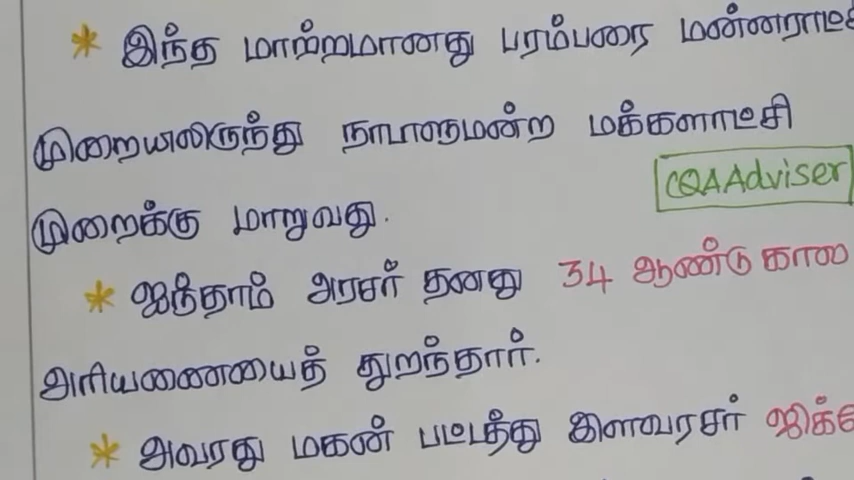 * இந்த மாற்றமானது பரம்பரை மன்னராட்
முறையிலிருந்து நாடாளுமன்ற மக்களாட்சி
CQAAdviser
முறைக்கு மாறுவது.
* ஐந்தாம் அரசர் தனது 34 ஆண்டு கால
அரியணையைத் துறந்தார்.
* அவரது மகன் பட்டத்து இளவரசர் ஜிக்